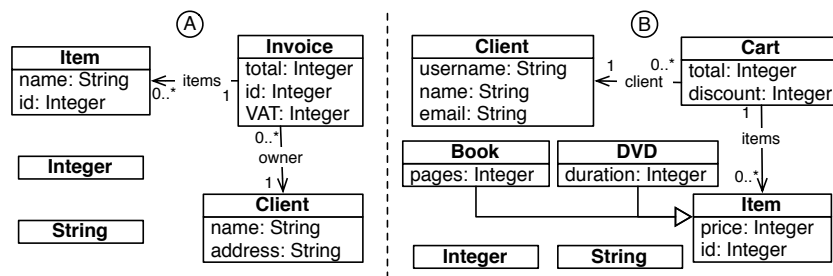 A
Item
name: String
id: Integer
items
0..*
1
Invoice
total: Integer
id: Integer
VAT: Integer
0..*
owner
1
Client
name: String
address: String
Integer
String
B
Client
username: String
name: String
email: String
1
0..*
client
Cart
total: Integer
discount: Integer
1
items
0..*
Book
pages: Integer
DVD
duration: Integer
Item
price: Integer
id: Integer
Integer
String